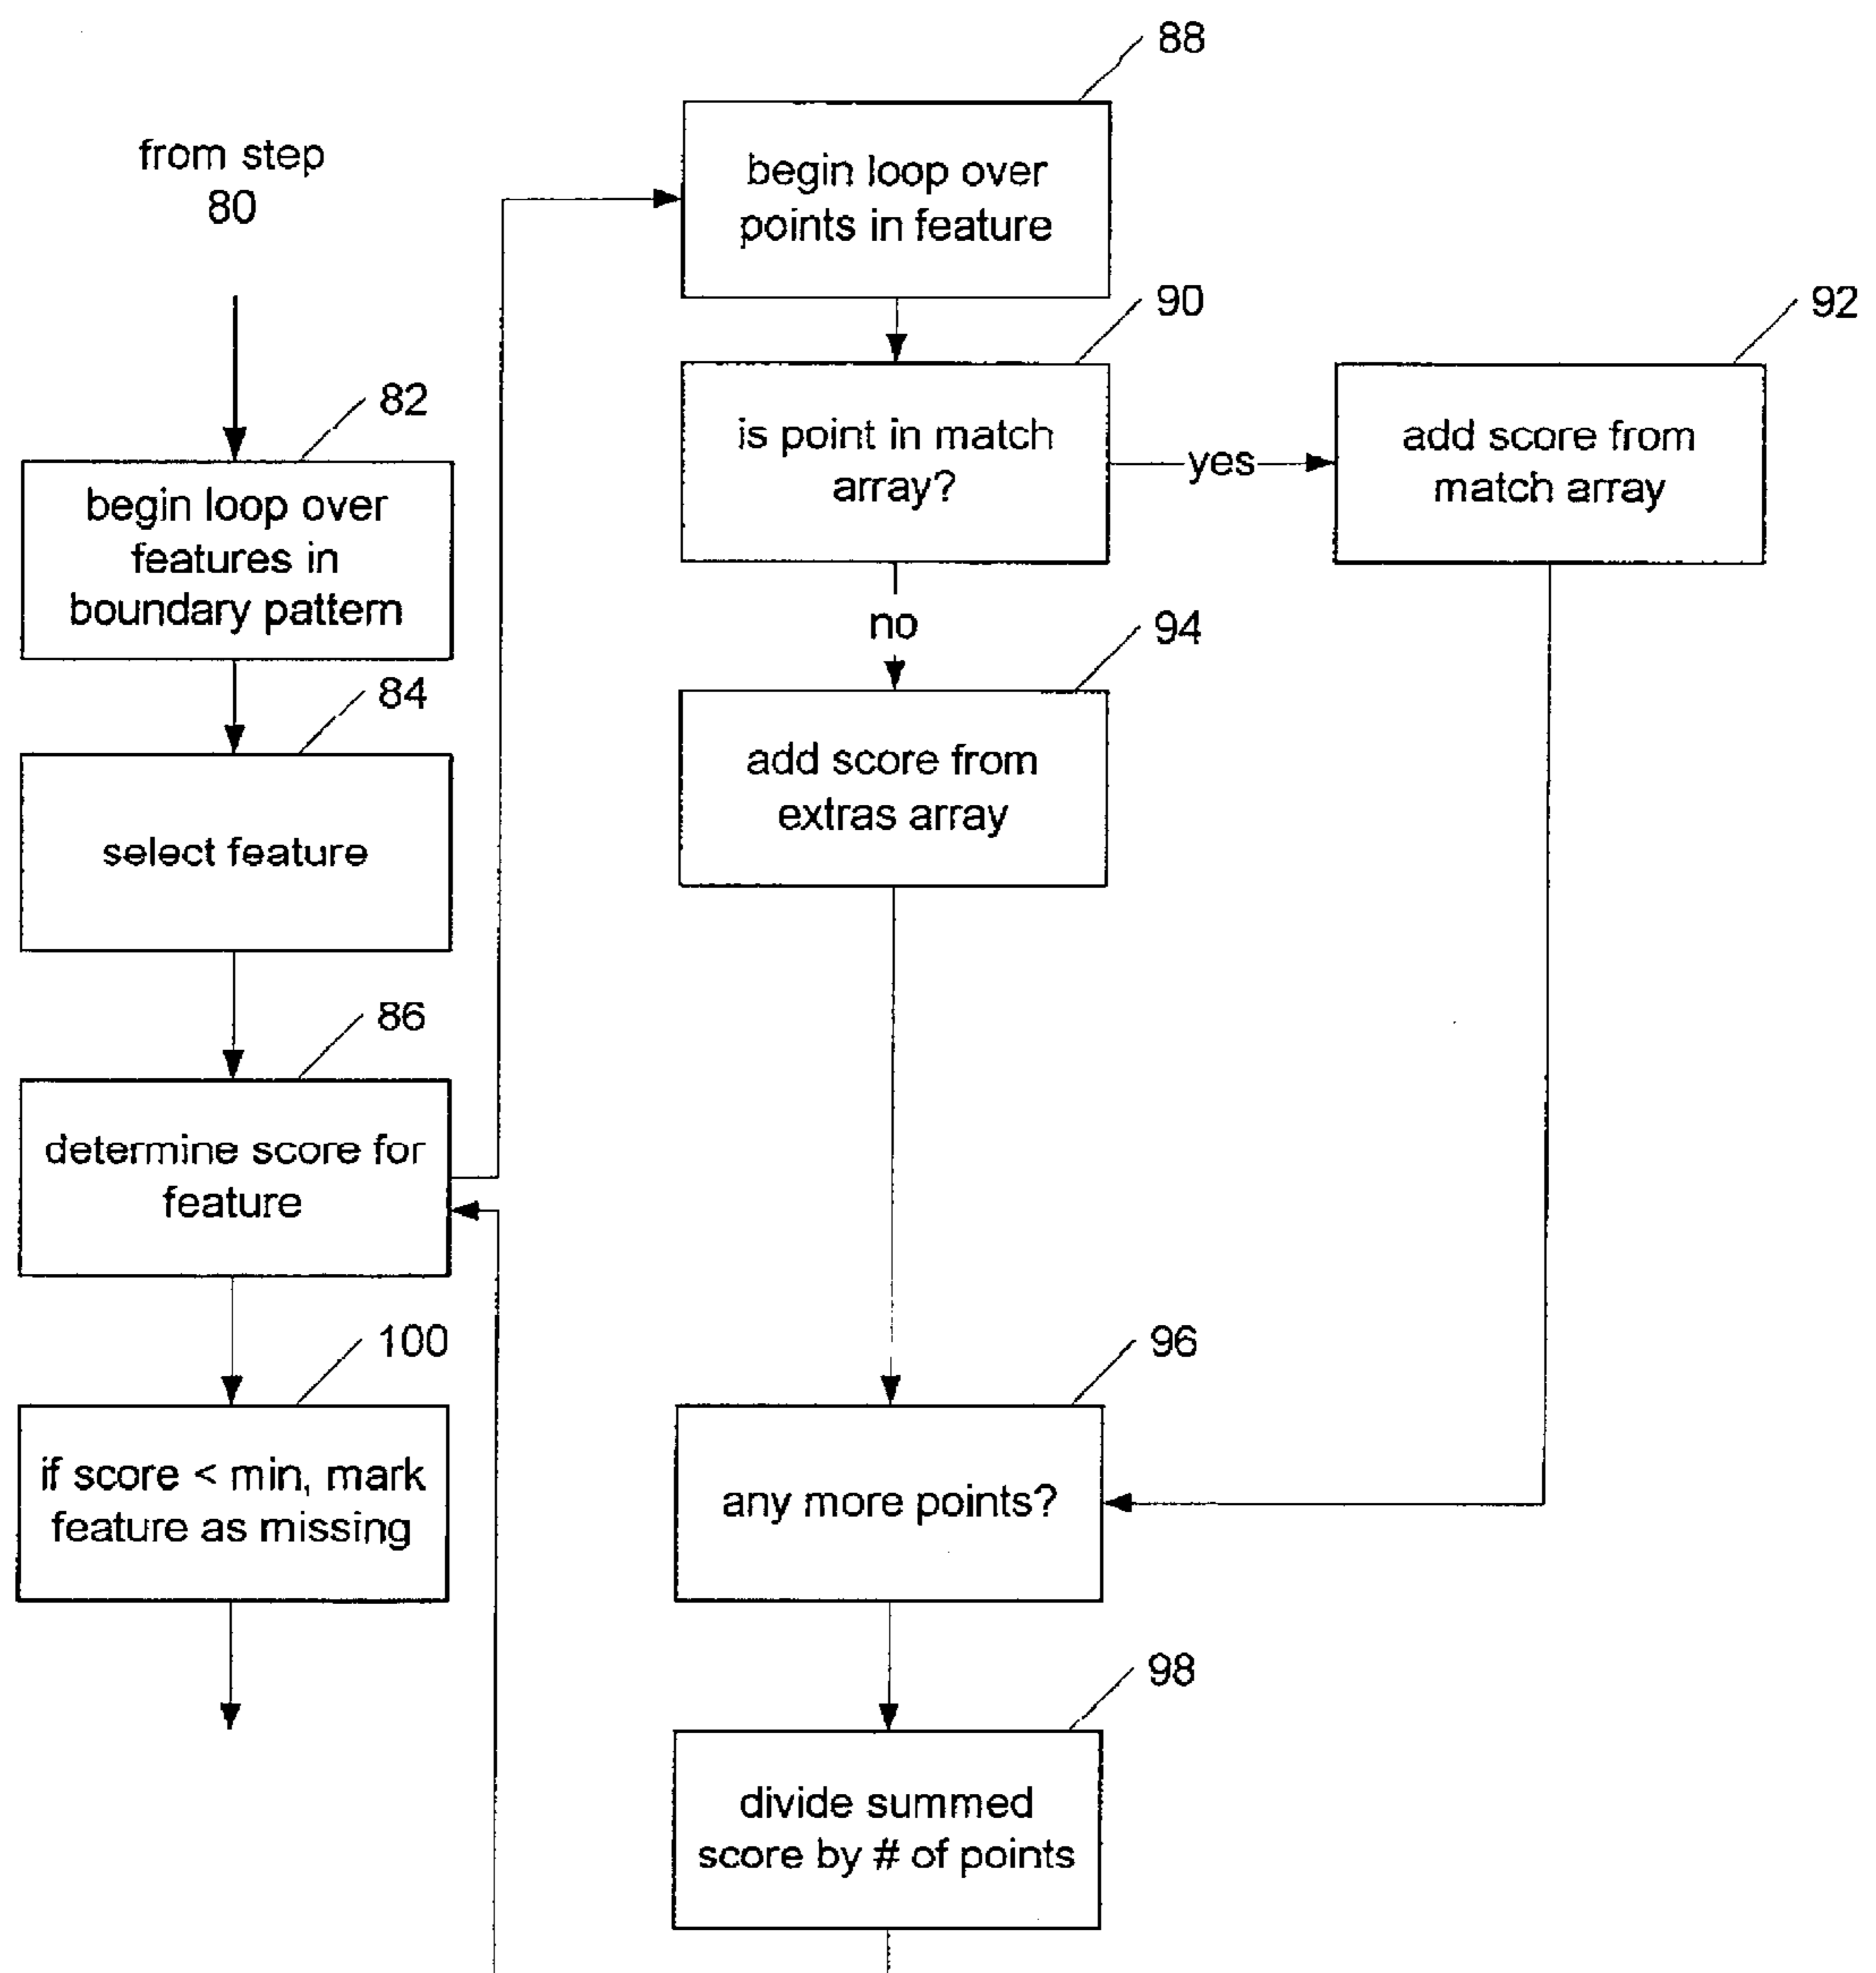 from step
80
82
begin loop over
features in
boundary pattern
84
select feature
86
determine score for
feature
100
if score < min, mark
feature as missing
88
begin loop over
points in feature
90
is point in match
array?
yes
92
add score from
match array
no
94
add score from
extras array
96
any more points?
98
divide summed
score by # of points